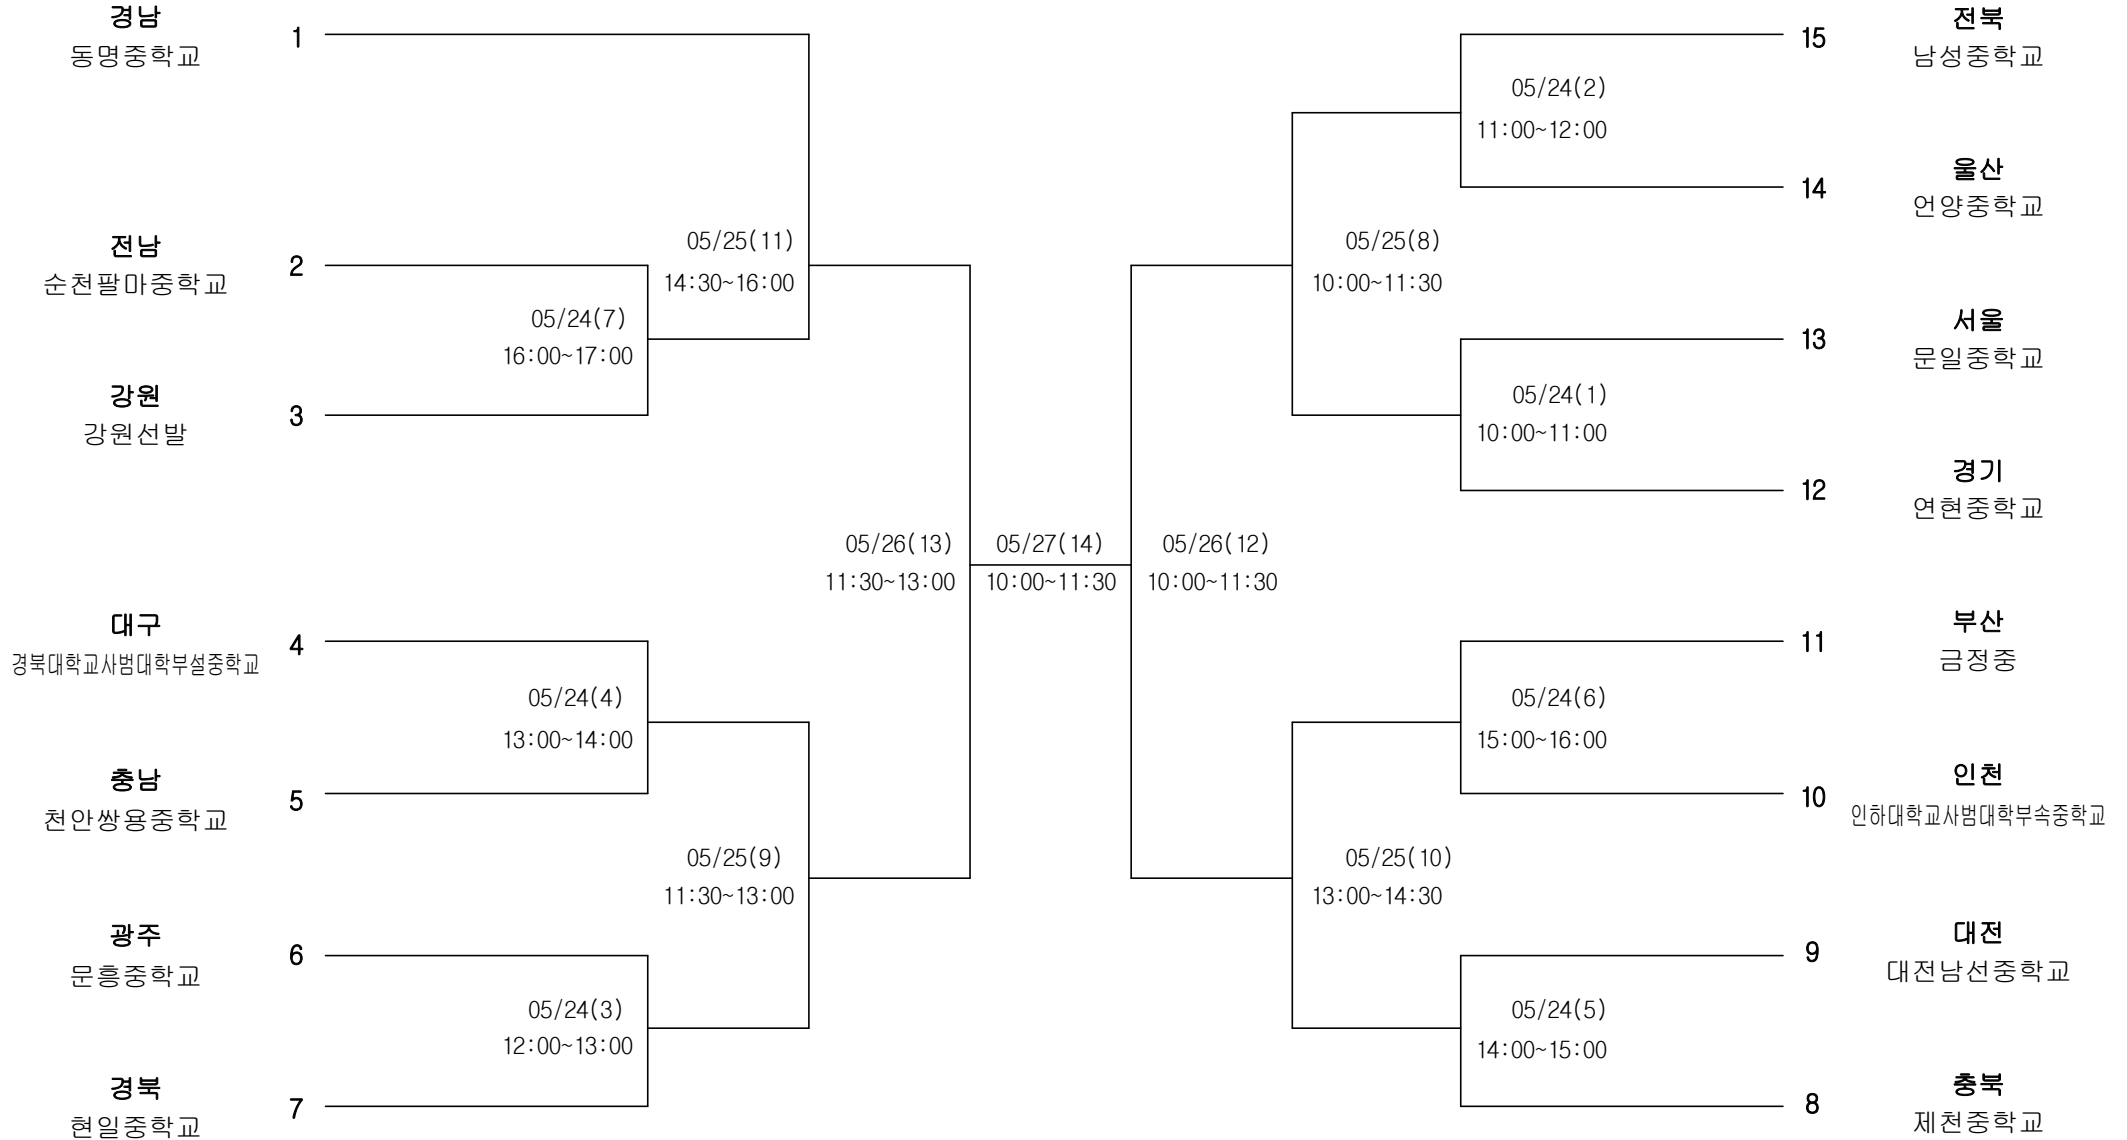 경남
동명중학교
1
전남
순천팔마중학교
2
05/25(11)
14:30~16:00
05/24(7)
16:00~17:00
강원
강원선발
3
05/26(13)
11:30~13:00
대구
경북대학교사범대학부설중학교
4
05/24(4)
13:00~14:00
충남
천안쌍용중학교
5
05/25(9)
11:30~13:00
광주
문흥중학교
6
05/24(3)
12:00~13:00
경북
현일중학교
7
05/27(14)
10:00~11:30
15
전북
남성중학교
05/24(2)
11:00~12:00
14
울산
언양중학교
05/25(8)
10:00~11:30
13
서울
문일중학교
05/24(1)
10:00~11:00
12
경기
연현중학교
05/26(12)
10:00~11:30
11
부산
금정중
05/24(6)
15:00~16:00
10
인천
인하대학교사범대학부속중학교
05/25(10)
13:00~14:30
9
대전
대전남선중학교
05/24(5)
14:00~15:00
8
충북
제천중학교